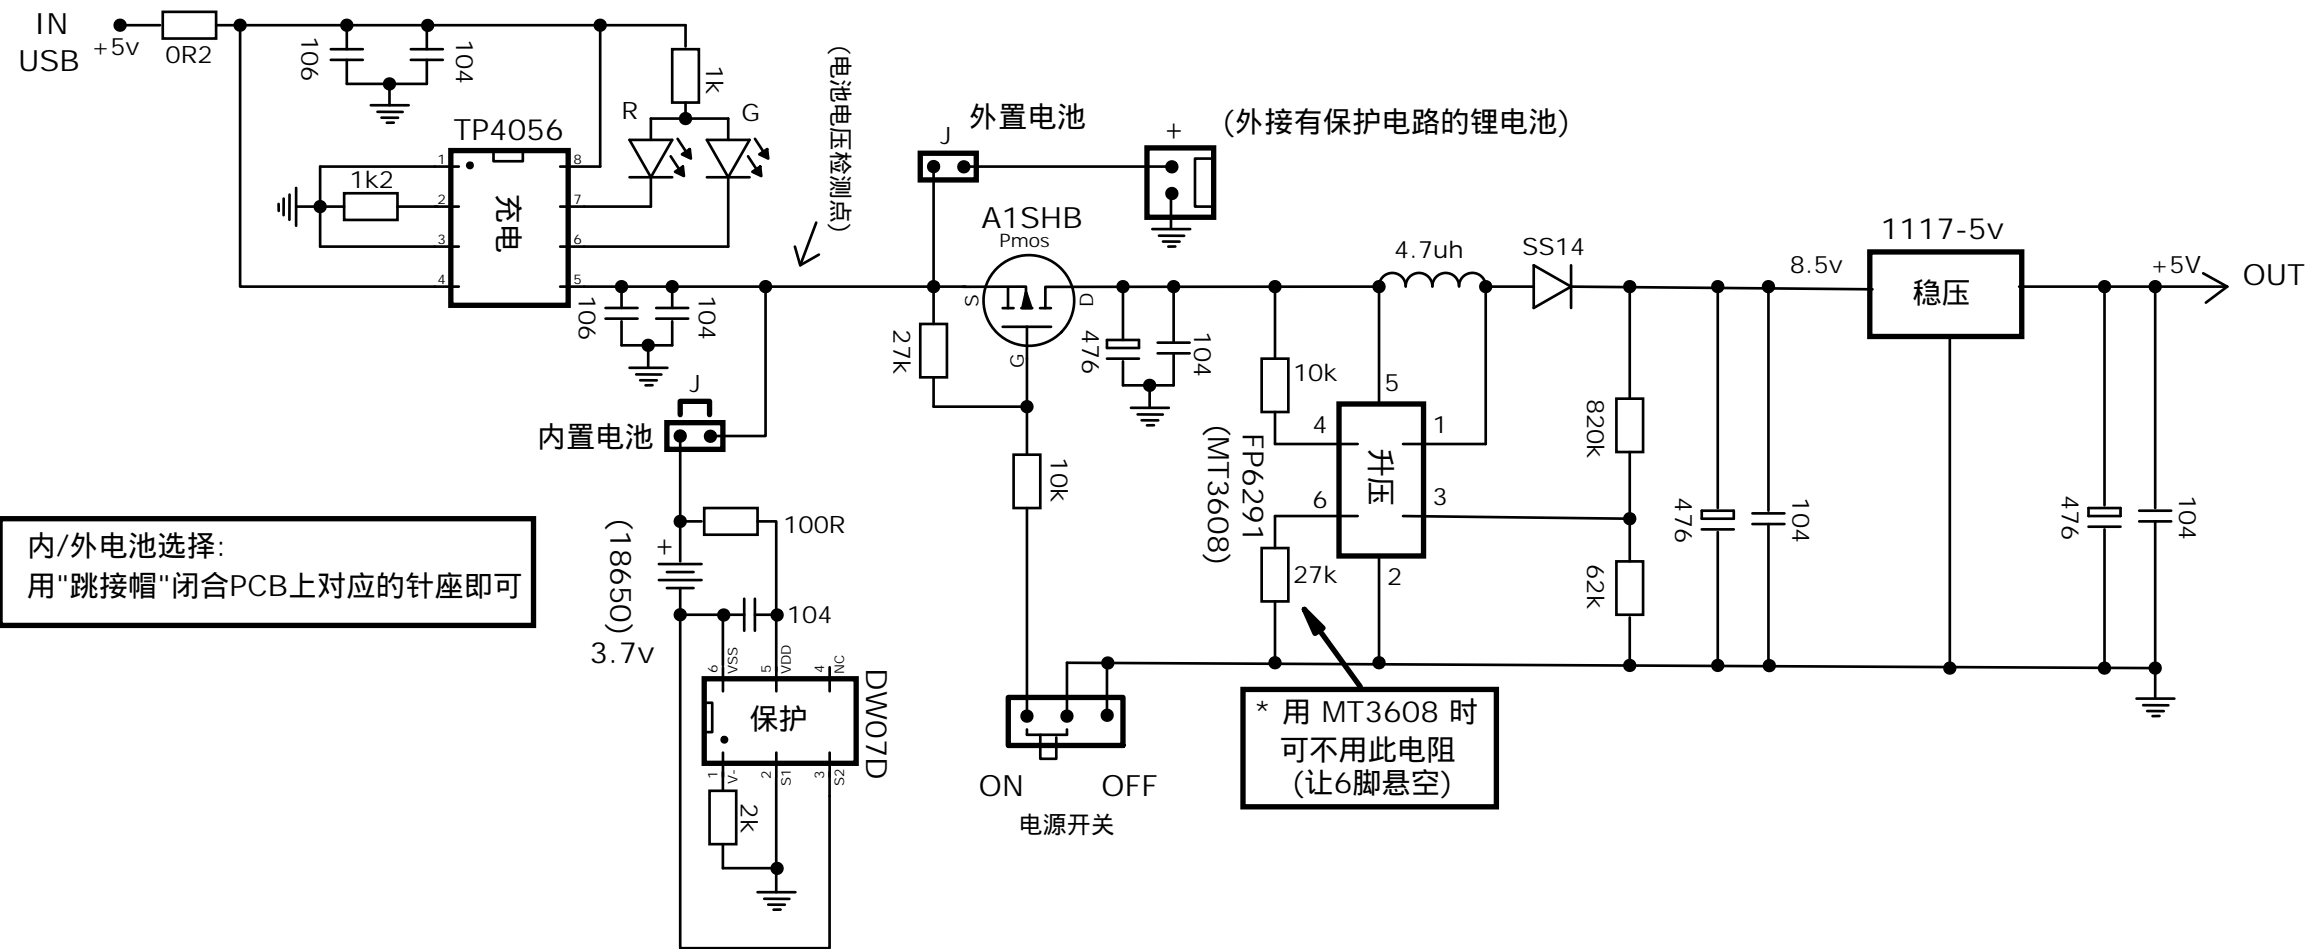 IN
USB
+5v
0R2
106
104
1k
R
G
TP4056
充电
1
2
3
4
8
7
6
5
1k2
(电池电压检测点)
106
104
J
外置电池
+
(外接有保护电路的锂电池)
A1SHB
Pmos
S
D
G
27k
10k
476
104
4.7uh
SS14
8.5v
1117-5v
稳压
+5V
OUT
10k
5
4
1
6
3
2
升压
FP6291
(MT3608)
27k
820k
62k
476
104
476
104
J
内置电池
内/外电池选择:
用"跳接帽"闭合PCB上对应的针座即可
100R
+
(18650)
3.7v
104
6
VSS
5
VDD
4
NC
保护
DW07D
1
V-
2
S1
3
S2
2k
ON
OFF
电源开关
* 用 MT3608 时
可不用此电阻
(让6脚悬空)